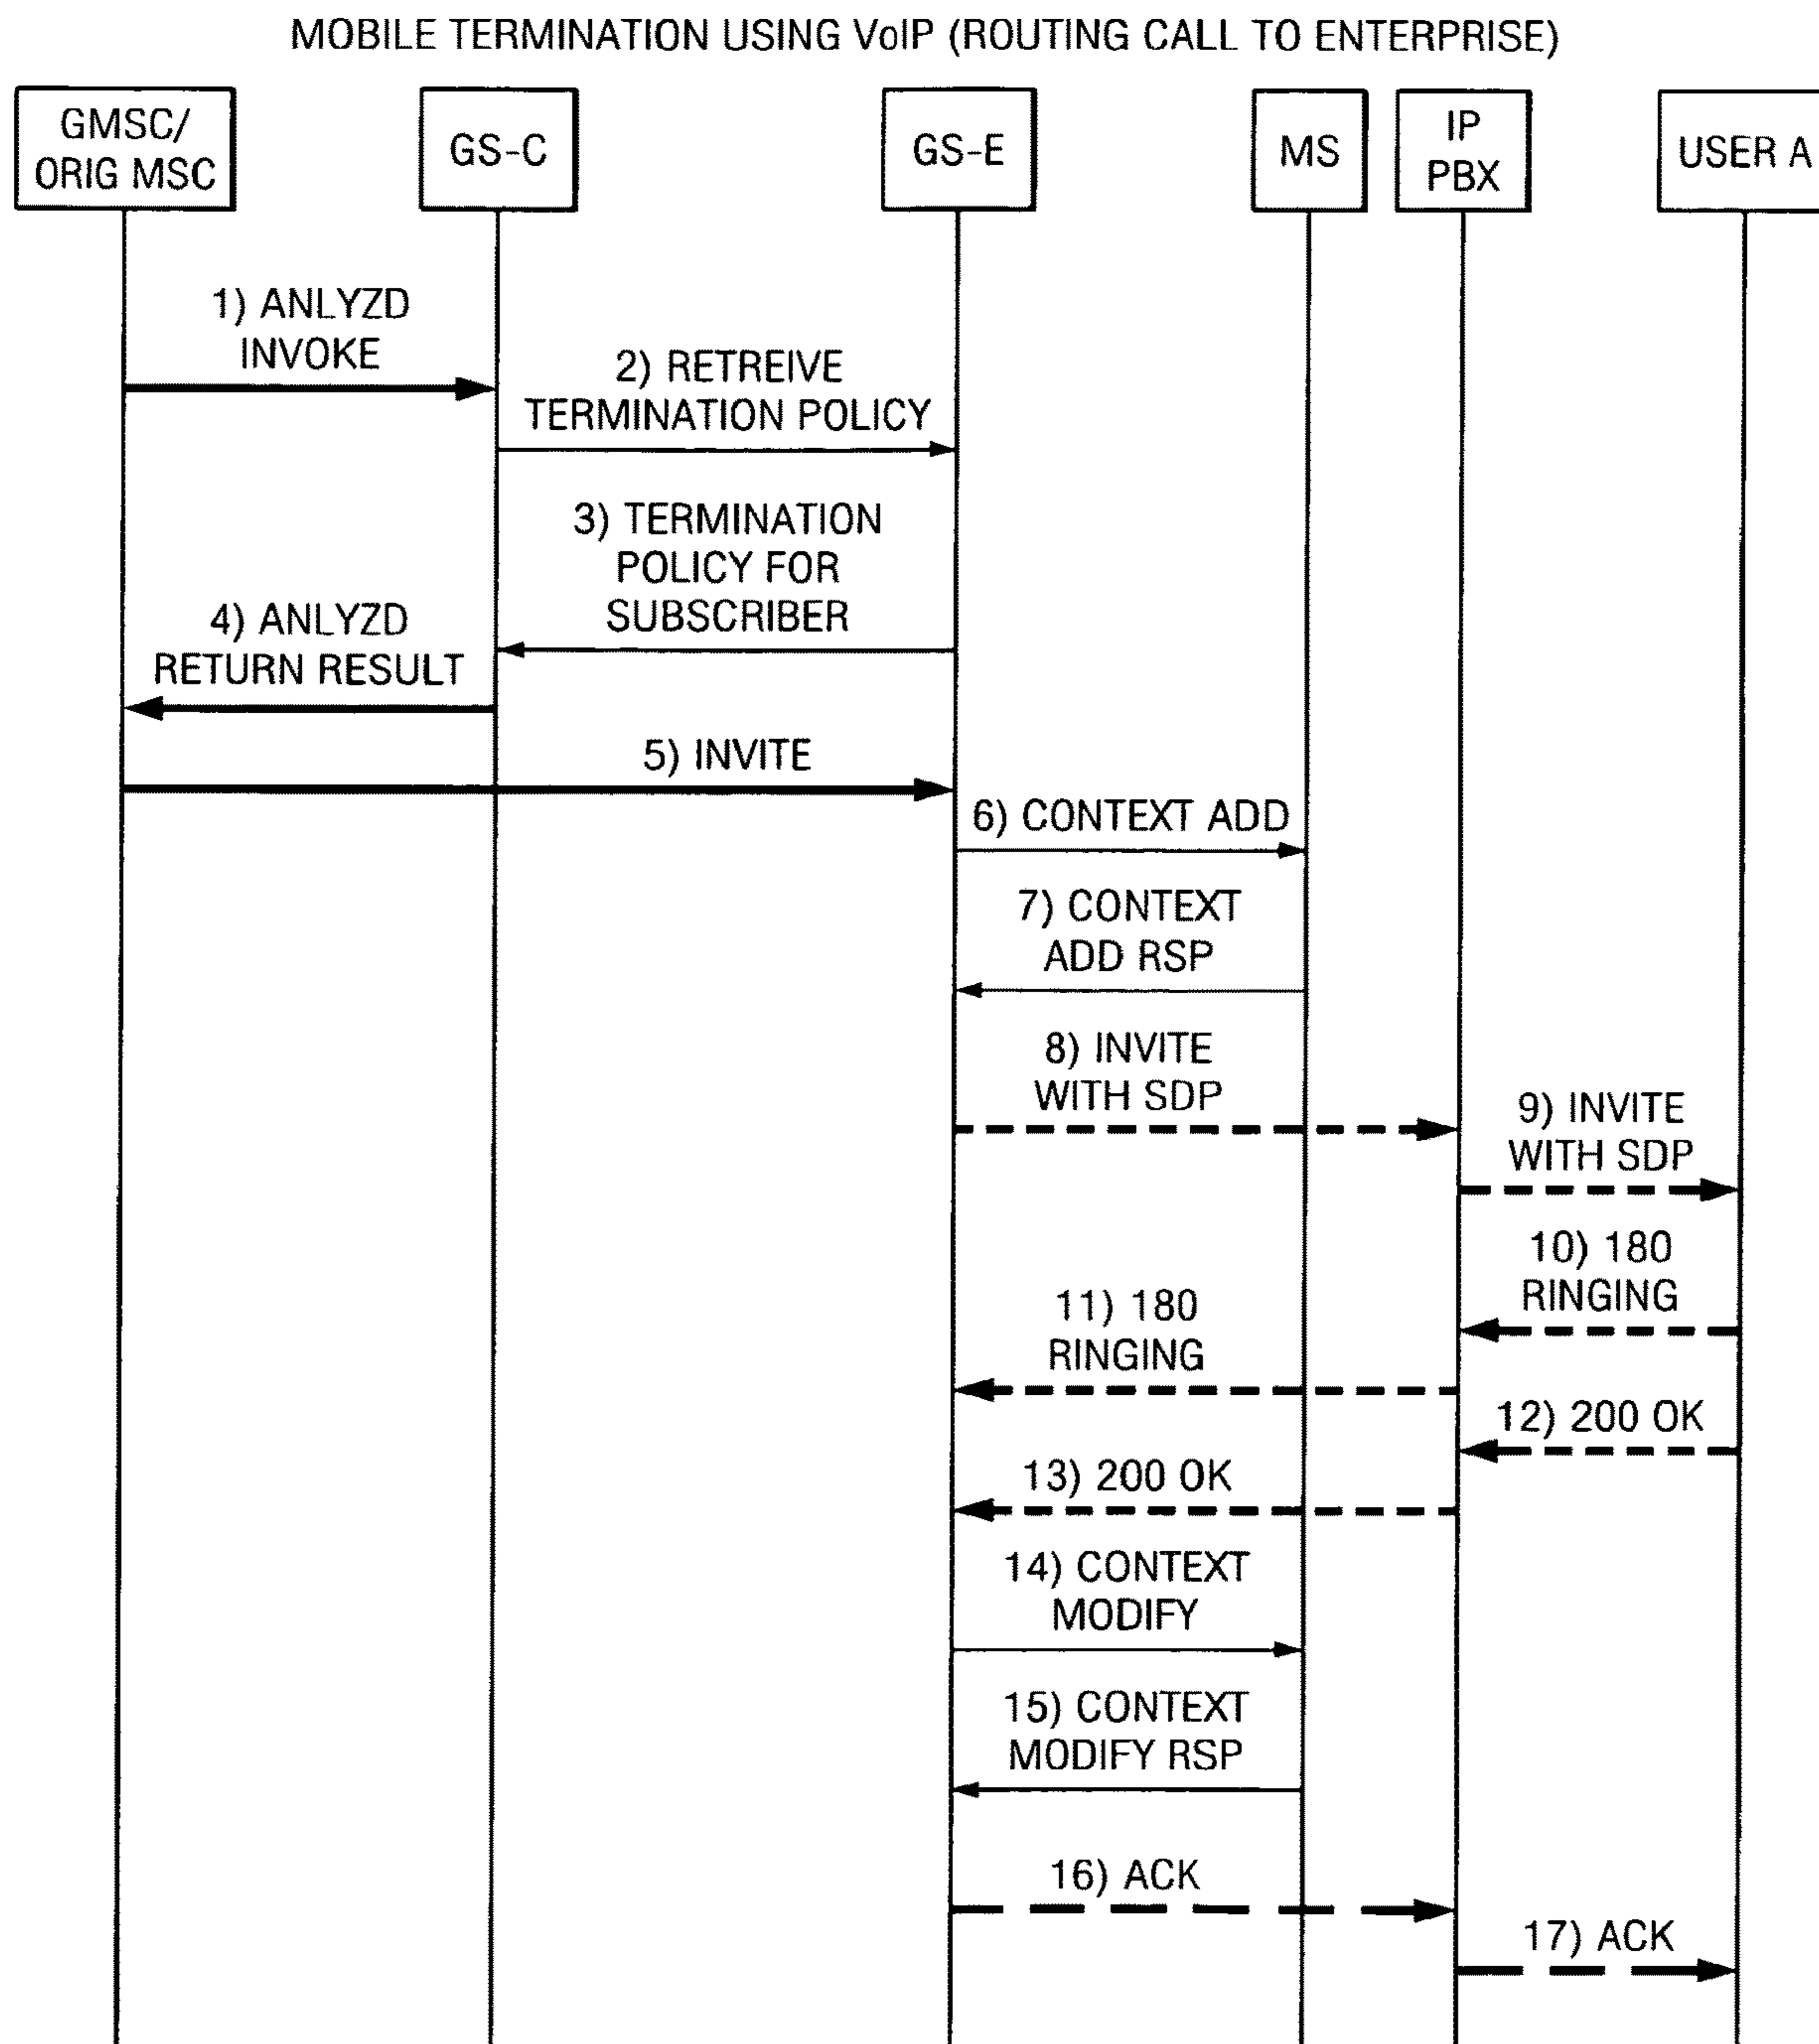 MOBILE TERMINATION USING VoIP (ROUTING CALL TO ENTERPRISE)
GMSC/
ORIG MSC
GS-C
GS-E
MS
IP
PBX
USER A
1) ANLYZD
INVOKE
2) RETREIVE
TERMINATION POLICY
3) TERMINATION
POLICY FOR
SUBSCRIBER
4) ANLYZD
RETURN RESULT
5) INVITE
6) CONTEXT ADD
7) CONTEXT
ADD RSP
8) INVITE
WITH SDP
9) INVITE
WITH SDP
10) 180
RINGING
11) 180
RINGING
12) 200 OK
13) 200 OK
14) CONTEXT
MODIFY
15) CONTEXT
MODIFY RSP
16) ACK
17) ACK